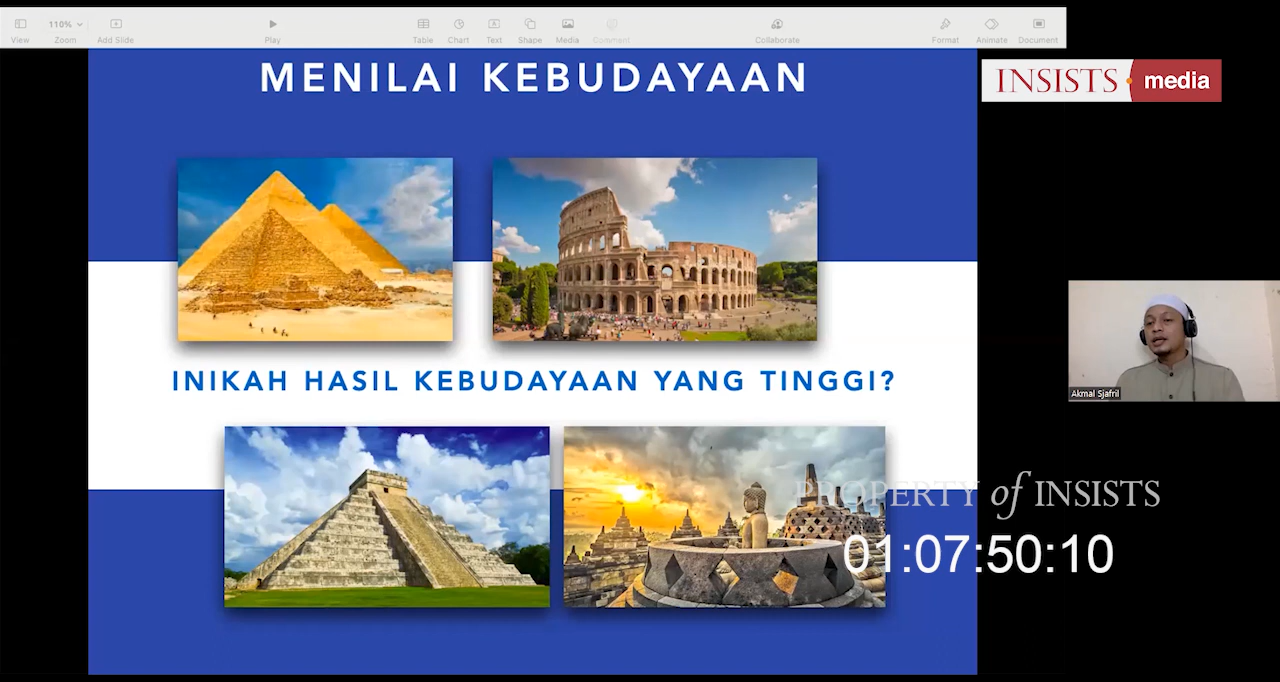 110%
View
Zoom
Add Slide
Play
Table
Chart
Text
Shape
Media
Comment
Collaborate
Format
Animate
Document
MENILAI KEBUDAYAAN
INSISTS media
INIKAH HASIL KEBUDAYAAN YANG TINGGI?
Akmal Sjafril
PROPERTY of INSISTS
01:07:50:10